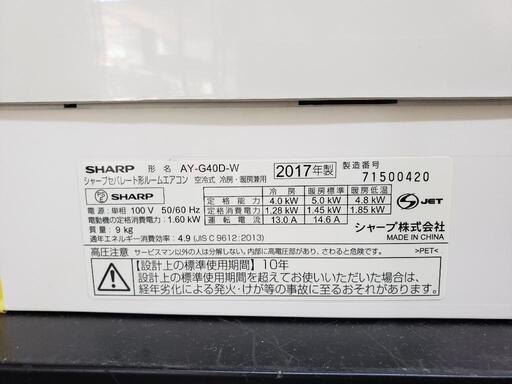 SHARP 形名 AY-G40D-W 2017年製 製造番号 71500420
シャープセパレート形ルームエアコン 空冷式 冷房・暖房兼用
SHARP
冷房 暖房標準 暖房低温
定格能力 4.0 kW 5.0 kW 4.8 kW
定格消費電力 1.28 kW 1.45 kW 1.85 kW
運転電流 13.0 A 14.6 A
電源:単相 100 V 50/60 Hz
電動機の定格消費電力:1.60 kW
質量:9 kg
通年エネルギー消費効率:4.9 (JIS C 9612:2013)
S JET
シャープ株式会社
MADE IN CHINA
高圧注意 サービスマン以外の人は分解しない。内部に高電圧部があり、さわると危険です。
>PET<
【設計上の標準使用期間】10年
設計上の標準使用期間を超えてお使いいただいた場合は、
経年劣化による発火・けが等の事故に至るおそれがあります。